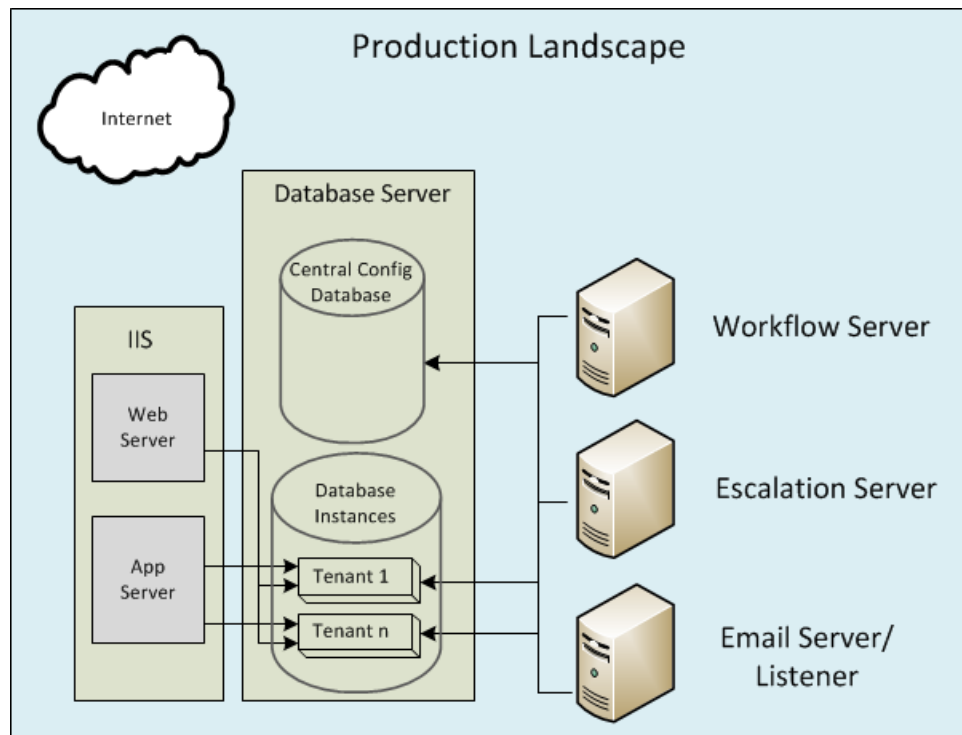 Production Landscape
Internet
Database Server
Central Config
Database
IIS
Web
Server
App
Server
Database
Instances
Tenant 1
Tenant n
Workflow Server
Escalation Server
Email Server/
Listener